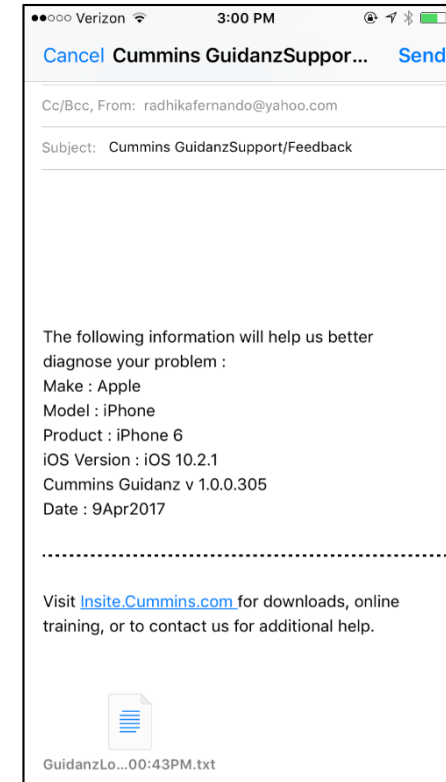 Verizon 3:00 PM
Cancel Cummins GuidanzSuppor... Send
Cc/Bcc, From: radhikafernando@yahoo.com
Subject: Cummins GuidanzSupport/Feedback
The following information will help us better
diagnose your problem :
Make : Apple
Model : iPhone
Product : iPhone 6
iOS Version : iOS 10.2.1
Cummins Guidanz v 1.0.0.305
Date : 9Apr2017
Visit Insite.Cummins.com for downloads, online
training, or to contact us for additional help.
GuidanzLo...00:43PM.txt